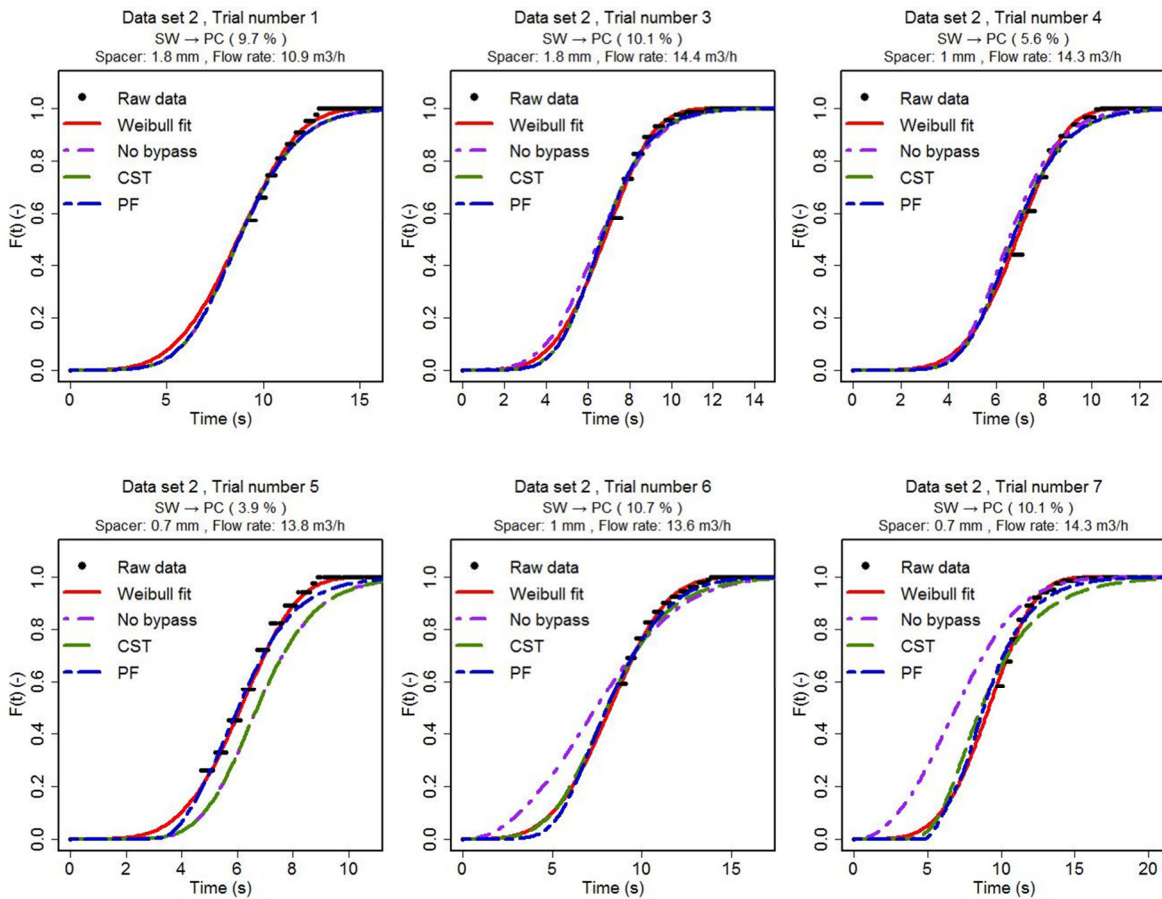 Data set 2 , Trial number 1
SW → PC ( 9.7 % )
Spacer: 1.8 mm , Flow rate: 10.9 m3/h
Raw data
Weibull fit
No bypass
CST
PF
F(t) (-)
0.0 0.2 0.4 0.6 0.8 1.0
0 5 10 15
Time (s)
Data set 2 , Trial number 3
SW → PC ( 10.1 % )
Spacer: 1.8 mm , Flow rate: 14.4 m3/h
Raw data
Weibull fit
No bypass
CST
PF
F(t) (-)
0.0 0.2 0.4 0.6 0.8 1.0
0 2 4 6 8 10 12 14
Time (s)
Data set 2 , Trial number 4
SW → PC ( 5.6 % )
Spacer: 1 mm , Flow rate: 14.3 m3/h
Raw data
Weibull fit
No bypass
CST
PF
F(t) (-)
0.0 0.2 0.4 0.6 0.8 1.0
0 2 4 6 8 10 12
Time (s)
Data set 2 , Trial number 5
SW → PC ( 3.9 % )
Spacer: 0.7 mm , Flow rate: 13.8 m3/h
Raw data
Weibull fit
No bypass
CST
PF
F(t) (-)
0.0 0.2 0.4 0.6 0.8 1.0
0 2 4 6 8 10
Time (s)
Data set 2 , Trial number 6
SW → PC ( 10.7 % )
Spacer: 1 mm , Flow rate: 13.6 m3/h
Raw data
Weibull fit
No bypass
CST
PF
F(t) (-)
0.0 0.2 0.4 0.6 0.8 1.0
0 5 10 15
Time (s)
Data set 2 , Trial number 7
SW → PC ( 10.1 % )
Spacer: 0.7 mm , Flow rate: 14.3 m3/h
Raw data
Weibull fit
No bypass
CST
PF
F(t) (-)
0.0 0.2 0.4 0.6 0.8 1.0
0 5 10 15 20
Time (s)